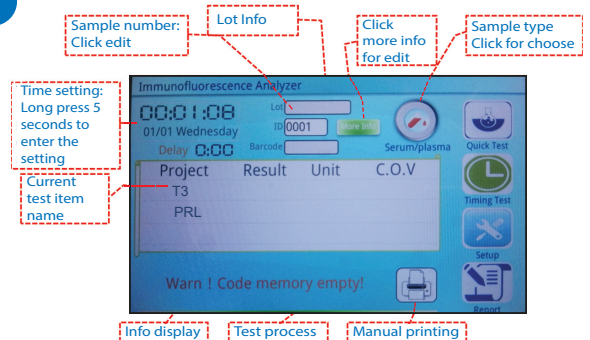 Sample number:
Click edit
Lot Info
Click
more info
for edit
Sample type
Click for choose
Time setting:
Long press 5
seconds to
enter the
setting
Current
test item
name
Immunofluorescence Analyzer
00:01:08
01/01 Wednesday
Delay 0:00
Lot
ID 0001
Barcode
More Info
Serum/plasma
Quick Test
Project Result Unit C.O.V
T3
PRL
Timing Test
Setup
Warn ! Code memory empty!
Report
Info display
Test process
Manual printing